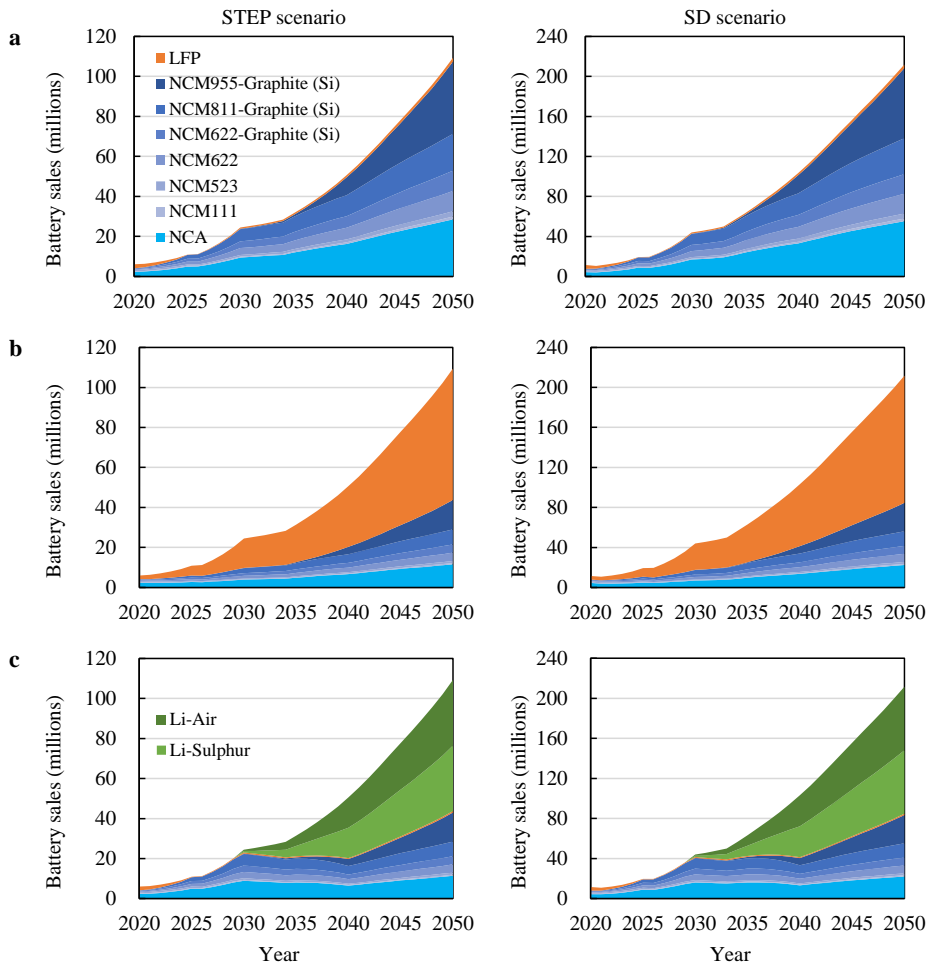 STEP scenario
SD scenario
a
Battery sales (millions)
120
100
80
60
40
20
0
LFP
NCM955-Graphite (Si)
NCM811-Graphite (Si)
NCM622-Graphite (Si)
NCM622
NCM523
NCM111
NCA
2020 2025 2030 2035 2040 2045 2050
Battery sales (millions)
240
200
160
120
80
40
0
2020 2025 2030 2035 2040 2045 2050
b
Battery sales (millions)
120
100
80
60
40
20
0
2020 2025 2030 2035 2040 2045 2050
Battery sales (millions)
240
200
160
120
80
40
0
2020 2025 2030 2035 2040 2045 2050
c
Battery sales (millions)
120
100
80
60
40
20
0
Li-Air
Li-Sulphur
2020 2025 2030 2035 2040 2045 2050
Year
Battery sales (millions)
240
200
160
120
80
40
0
2020 2025 2030 2035 2040 2045 2050
Year